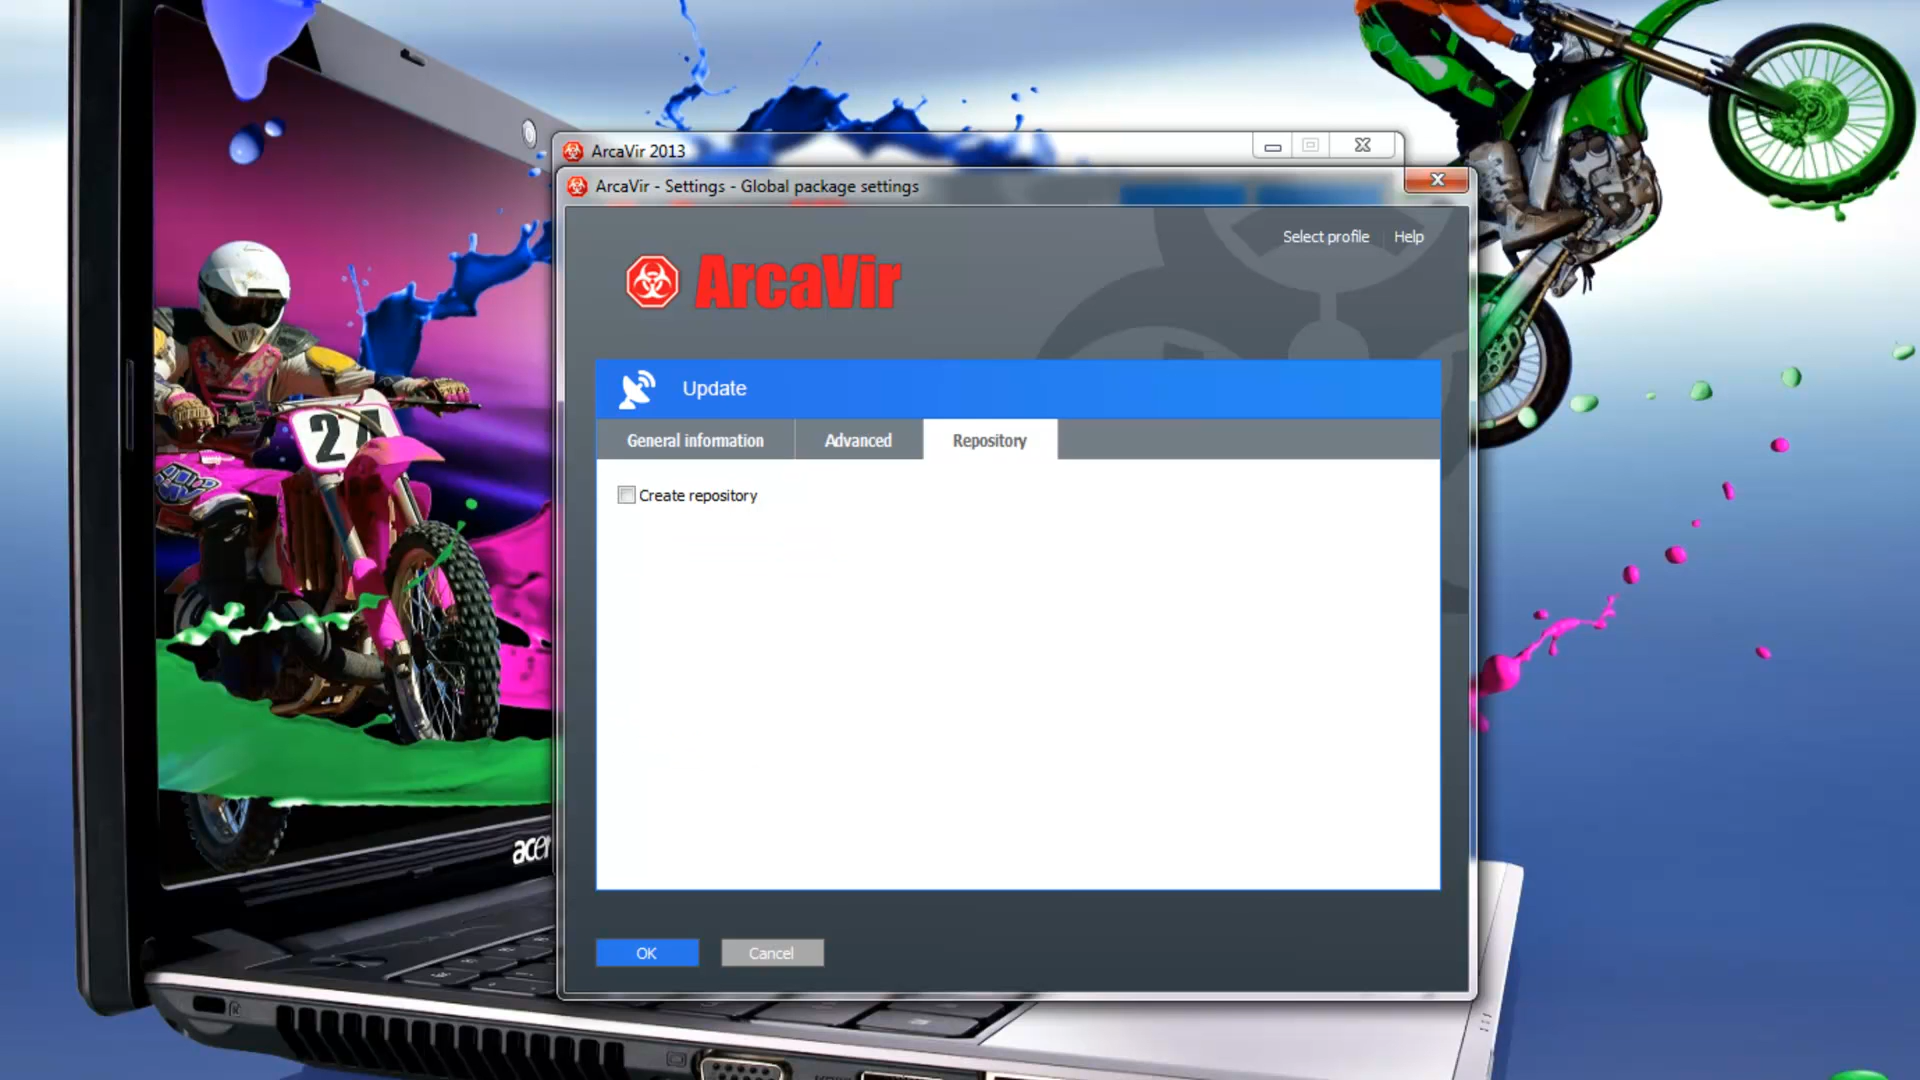 ArcaVir 2013
ArcaVir - Settings - Global package settings
Select profile
Help
ArcaVir
Update
General information
Advanced
Repository
Create repository
OK
Cancel
24
acer